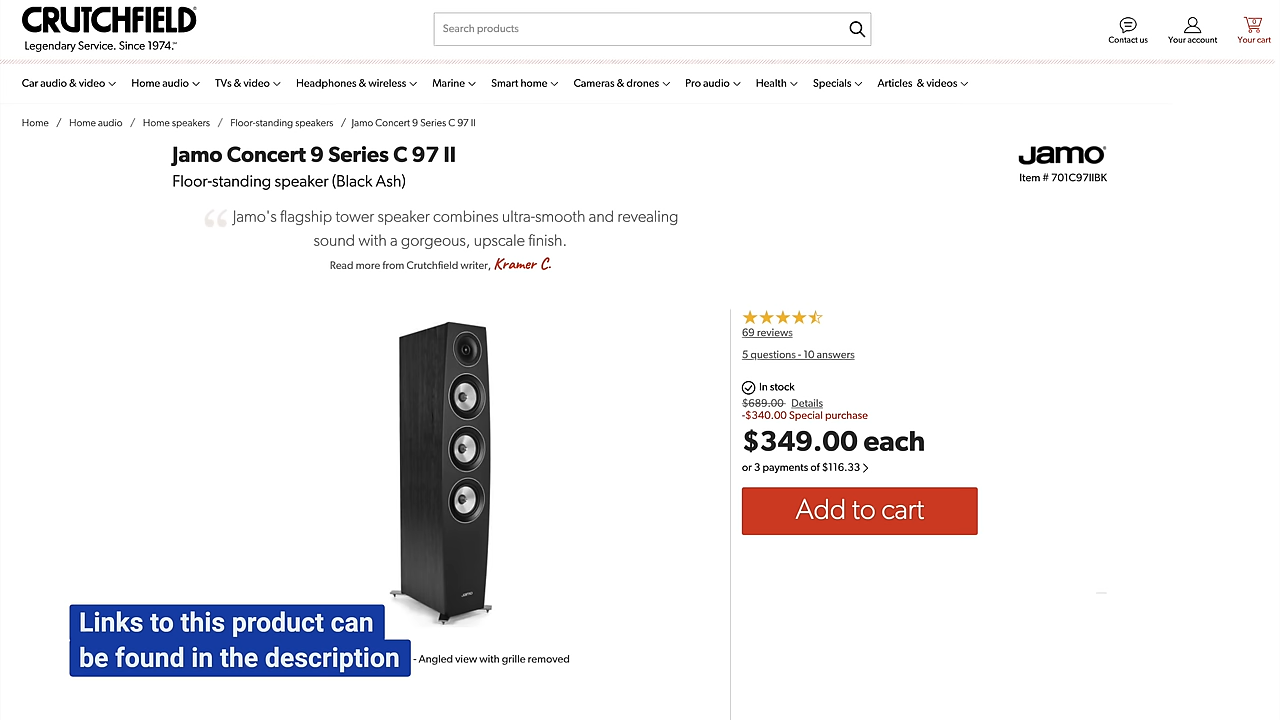 CRUTCHFIELD
Legendary Service. Since 1974.™
Search products
Contact us
Your account
0
Your cart
Car audio & video
Home audio
TVs & video
Headphones & wireless
Marine
Smart home
Cameras & drones
Pro audio
Health
Specials
Articles & videos
Home / Home audio / Home speakers / Floor-standing speakers / Jamo Concert 9 Series C 97 II
Jamo Concert 9 Series C 97 II
Floor-standing speaker (Black Ash)
Jamo
Item # 701C97IIBK
“ Jamo's flagship tower speaker combines ultra-smooth and revealing
sound with a gorgeous, upscale finish.
Read more from Crutchfield writer, Kramer C.
69 reviews
5 questions - 10 answers
In stock
$689.00 Details
-$340.00 Special purchase
$349.00 each
or 3 payments of $116.33
Add to cart
JAMO
Links to this product can
be found in the description
- Angled view with grille removed